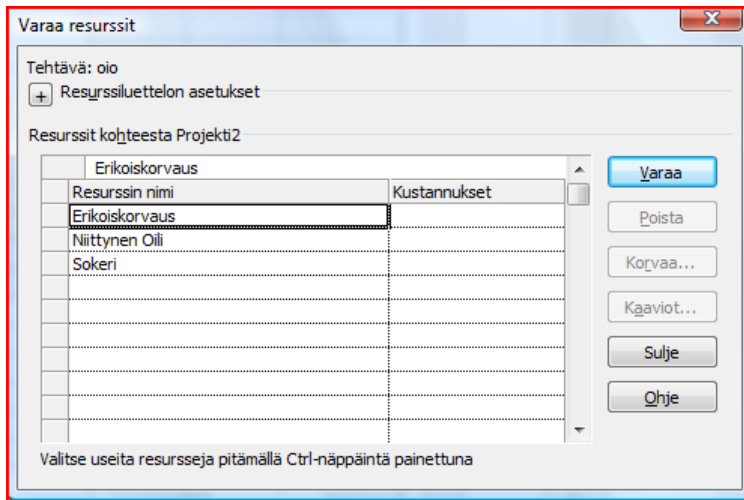 Varaa resurssit
Tehtävä: oio
Resurssiluettelon asetukset
Resurssit kohteesta Projekti2
Erikoiskorvaus
Resurssin nimi Kustannukset
Erikoiskorvaus
Niittynen Oili
Sokeri
Varaa
Poista
Korvaa...
Kaaviot...
Sulje
Ohje
Valitse useita resursseja pitämällä Ctrl-näppäintä painettuna